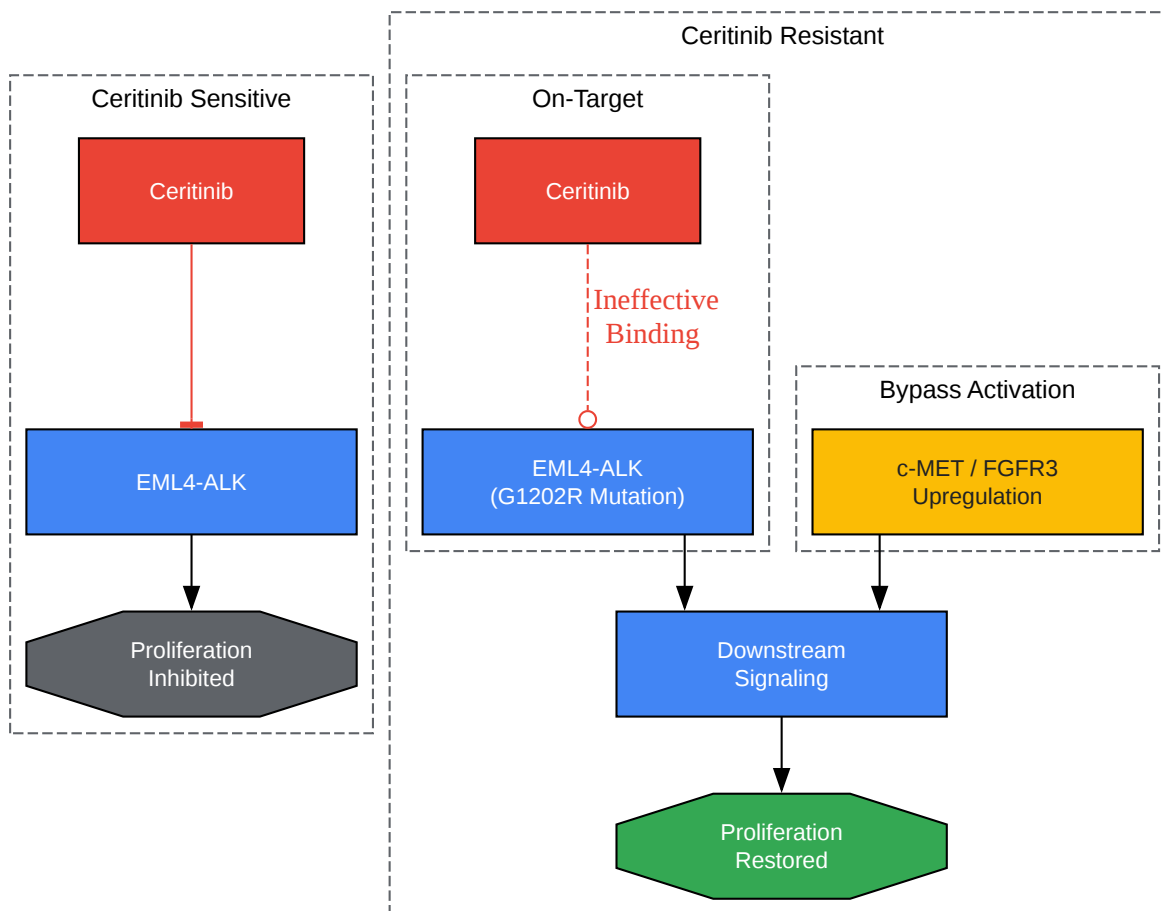 Ceritinib Resistant
Ceritinib Sensitive
Ceritinib
EML4-ALK
Proliferation
Inhibited
On-Target
Ceritinib
Ineffective
Binding
EML4-ALK
(G1202R Mutation)
Bypass Activation
c-MET / FGFR3
Upregulation
Downstream
Signaling
Proliferation
Restored